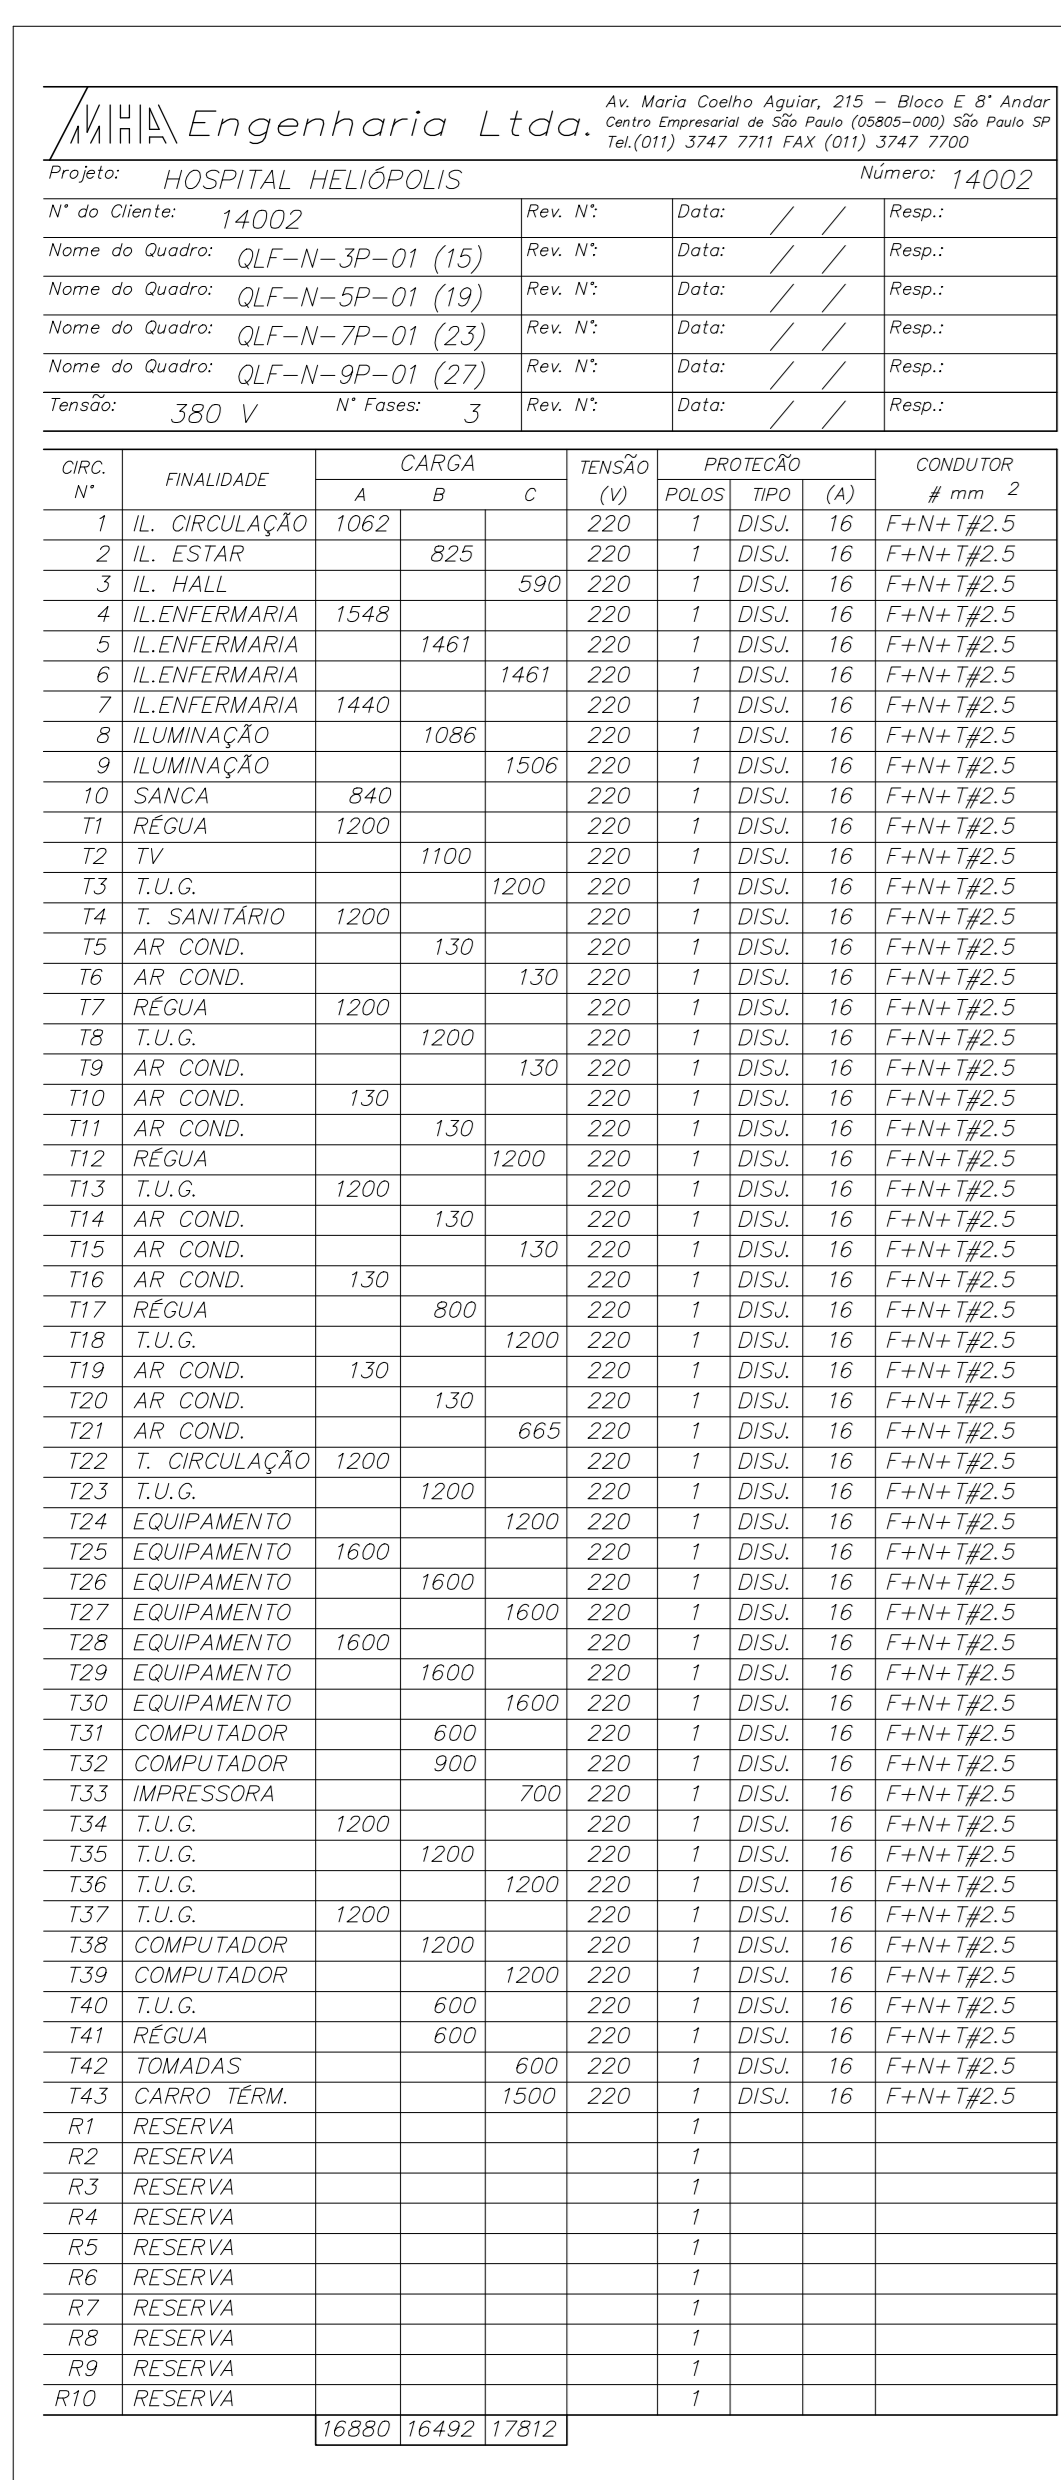 MHA Engenharia Ltda.
Av. Maria Coelho Aguiar, 215 – Bloco E 8° Andar
Centro Empresarial de São Paulo (05805–000) São Paulo SP
Tel.(011) 3747 7711 FAX (011) 3747 7700
Projeto: HOSPITAL HELIÓPOLIS Número: 14002
N° do Cliente: 14002 Rev. N°: Data: / / Resp.:
Nome do Quadro: QLF–N–3P–01 (15) Rev. N°: Data: / / Resp.:
Nome do Quadro: QLF–N–5P–01 (19) Rev. N°: Data: / / Resp.:
Nome do Quadro: QLF–N–7P–01 (23) Rev. N°: Data: / / Resp.:
Nome do Quadro: QLF–N–9P–01 (27) Rev. N°: Data: / / Resp.:
Tensão: 380 V N° Fases: 3 Rev. N°: Data: / / Resp.:
CIRC. N° FINALIDADE CARGA TENSÃO (V) PROTECÃO CONDUTOR # mm 2
A B C POLOS TIPO (A)
1 IL. CIRCULAÇÃO 1062 220 1 DISJ. 16 F+N+T#2.5
2 IL. ESTAR 825 220 1 DISJ. 16 F+N+T#2.5
3 IL. HALL 590 220 1 DISJ. 16 F+N+T#2.5
4 IL.ENFERMARIA 1548 220 1 DISJ. 16 F+N+T#2.5
5 IL.ENFERMARIA 1461 220 1 DISJ. 16 F+N+T#2.5
6 IL.ENFERMARIA 1461 220 1 DISJ. 16 F+N+T#2.5
7 IL.ENFERMARIA 1440 220 1 DISJ. 16 F+N+T#2.5
8 ILUMINAÇÃO 1086 220 1 DISJ. 16 F+N+T#2.5
9 ILUMINAÇÃO 1506 220 1 DISJ. 16 F+N+T#2.5
10 SANCA 840 220 1 DISJ. 16 F+N+T#2.5
T1 RÉGUA 1200 220 1 DISJ. 16 F+N+T#2.5
T2 TV 1100 220 1 DISJ. 16 F+N+T#2.5
T3 T.U.G. 1200 220 1 DISJ. 16 F+N+T#2.5
T4 T. SANITÁRIO 1200 220 1 DISJ. 16 F+N+T#2.5
T5 AR COND. 130 220 1 DISJ. 16 F+N+T#2.5
T6 AR COND. 130 220 1 DISJ. 16 F+N+T#2.5
T7 RÉGUA 1200 220 1 DISJ. 16 F+N+T#2.5
T8 T.U.G. 1200 220 1 DISJ. 16 F+N+T#2.5
T9 AR COND. 130 220 1 DISJ. 16 F+N+T#2.5
T10 AR COND. 130 220 1 DISJ. 16 F+N+T#2.5
T11 AR COND. 130 220 1 DISJ. 16 F+N+T#2.5
T12 RÉGUA 1200 220 1 DISJ. 16 F+N+T#2.5
T13 T.U.G. 1200 220 1 DISJ. 16 F+N+T#2.5
T14 AR COND. 130 220 1 DISJ. 16 F+N+T#2.5
T15 AR COND. 130 220 1 DISJ. 16 F+N+T#2.5
T16 AR COND. 130 220 1 DISJ. 16 F+N+T#2.5
T17 RÉGUA 800 220 1 DISJ. 16 F+N+T#2.5
T18 T.U.G. 1200 220 1 DISJ. 16 F+N+T#2.5
T19 AR COND. 130 220 1 DISJ. 16 F+N+T#2.5
T20 AR COND. 130 220 1 DISJ. 16 F+N+T#2.5
T21 AR COND. 665 220 1 DISJ. 16 F+N+T#2.5
T22 T. CIRCULAÇÃO 1200 220 1 DISJ. 16 F+N+T#2.5
T23 T.U.G. 1200 220 1 DISJ. 16 F+N+T#2.5
T24 EQUIPAMENTO 1200 220 1 DISJ. 16 F+N+T#2.5
T25 EQUIPAMENTO 1600 220 1 DISJ. 16 F+N+T#2.5
T26 EQUIPAMENTO 1600 220 1 DISJ. 16 F+N+T#2.5
T27 EQUIPAMENTO 1600 220 1 DISJ. 16 F+N+T#2.5
T28 EQUIPAMENTO 1600 220 1 DISJ. 16 F+N+T#2.5
T29 EQUIPAMENTO 1600 220 1 DISJ. 16 F+N+T#2.5
T30 EQUIPAMENTO 1600 220 1 DISJ. 16 F+N+T#2.5
T31 COMPUTADOR 600 220 1 DISJ. 16 F+N+T#2.5
T32 COMPUTADOR 900 220 1 DISJ. 16 F+N+T#2.5
T33 IMPRESSORA 700 220 1 DISJ. 16 F+N+T#2.5
T34 T.U.G. 1200 220 1 DISJ. 16 F+N+T#2.5
T35 T.U.G. 1200 220 1 DISJ. 16 F+N+T#2.5
T36 T.U.G. 1200 220 1 DISJ. 16 F+N+T#2.5
T37 T.U.G. 1200 220 1 DISJ. 16 F+N+T#2.5
T38 COMPUTADOR 1200 220 1 DISJ. 16 F+N+T#2.5
T39 COMPUTADOR 1200 220 1 DISJ. 16 F+N+T#2.5
T40 T.U.G. 600 220 1 DISJ. 16 F+N+T#2.5
T41 RÉGUA 600 220 1 DISJ. 16 F+N+T#2.5
T42 TOMADAS 600 220 1 DISJ. 16 F+N+T#2.5
T43 CARRO TÉRM. 1500 220 1 DISJ. 16 F+N+T#2.5
R1 RESERVA 1
R2 RESERVA 1
R3 RESERVA 1
R4 RESERVA 1
R5 RESERVA 1
R6 RESERVA 1
R7 RESERVA 1
R8 RESERVA 1
R9 RESERVA 1
R10 RESERVA 1
16880 16492 17812